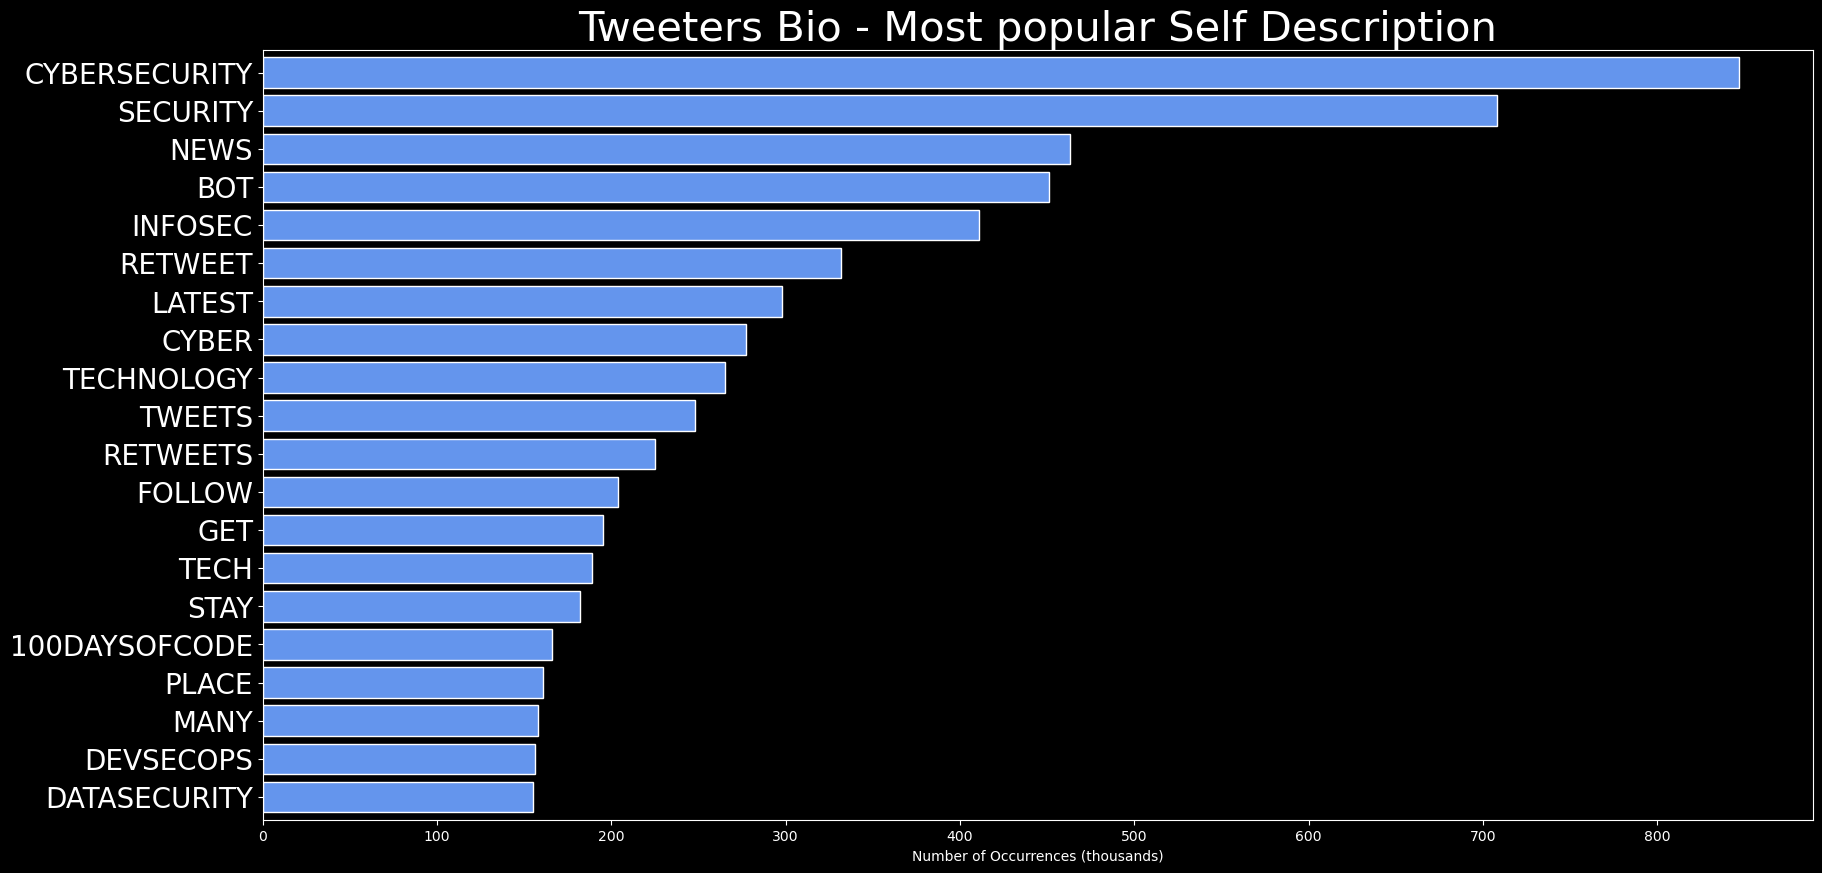 Tweeters Bio - Most popular Self Description
CYBERSECURITY
SECURITY
NEWS
BOT
INFOSEC
RETWEET
LATEST
CYBER
TECHNOLOGY
TWEETS
RETWEETS
FOLLOW
GET
TECH
STAY
100DAYSOFCODE
PLACE
MANY
DEVSECOPS
DATASECURITY
0 100 200 300 400 500 600 700 800
Number of Occurrences (thousands)